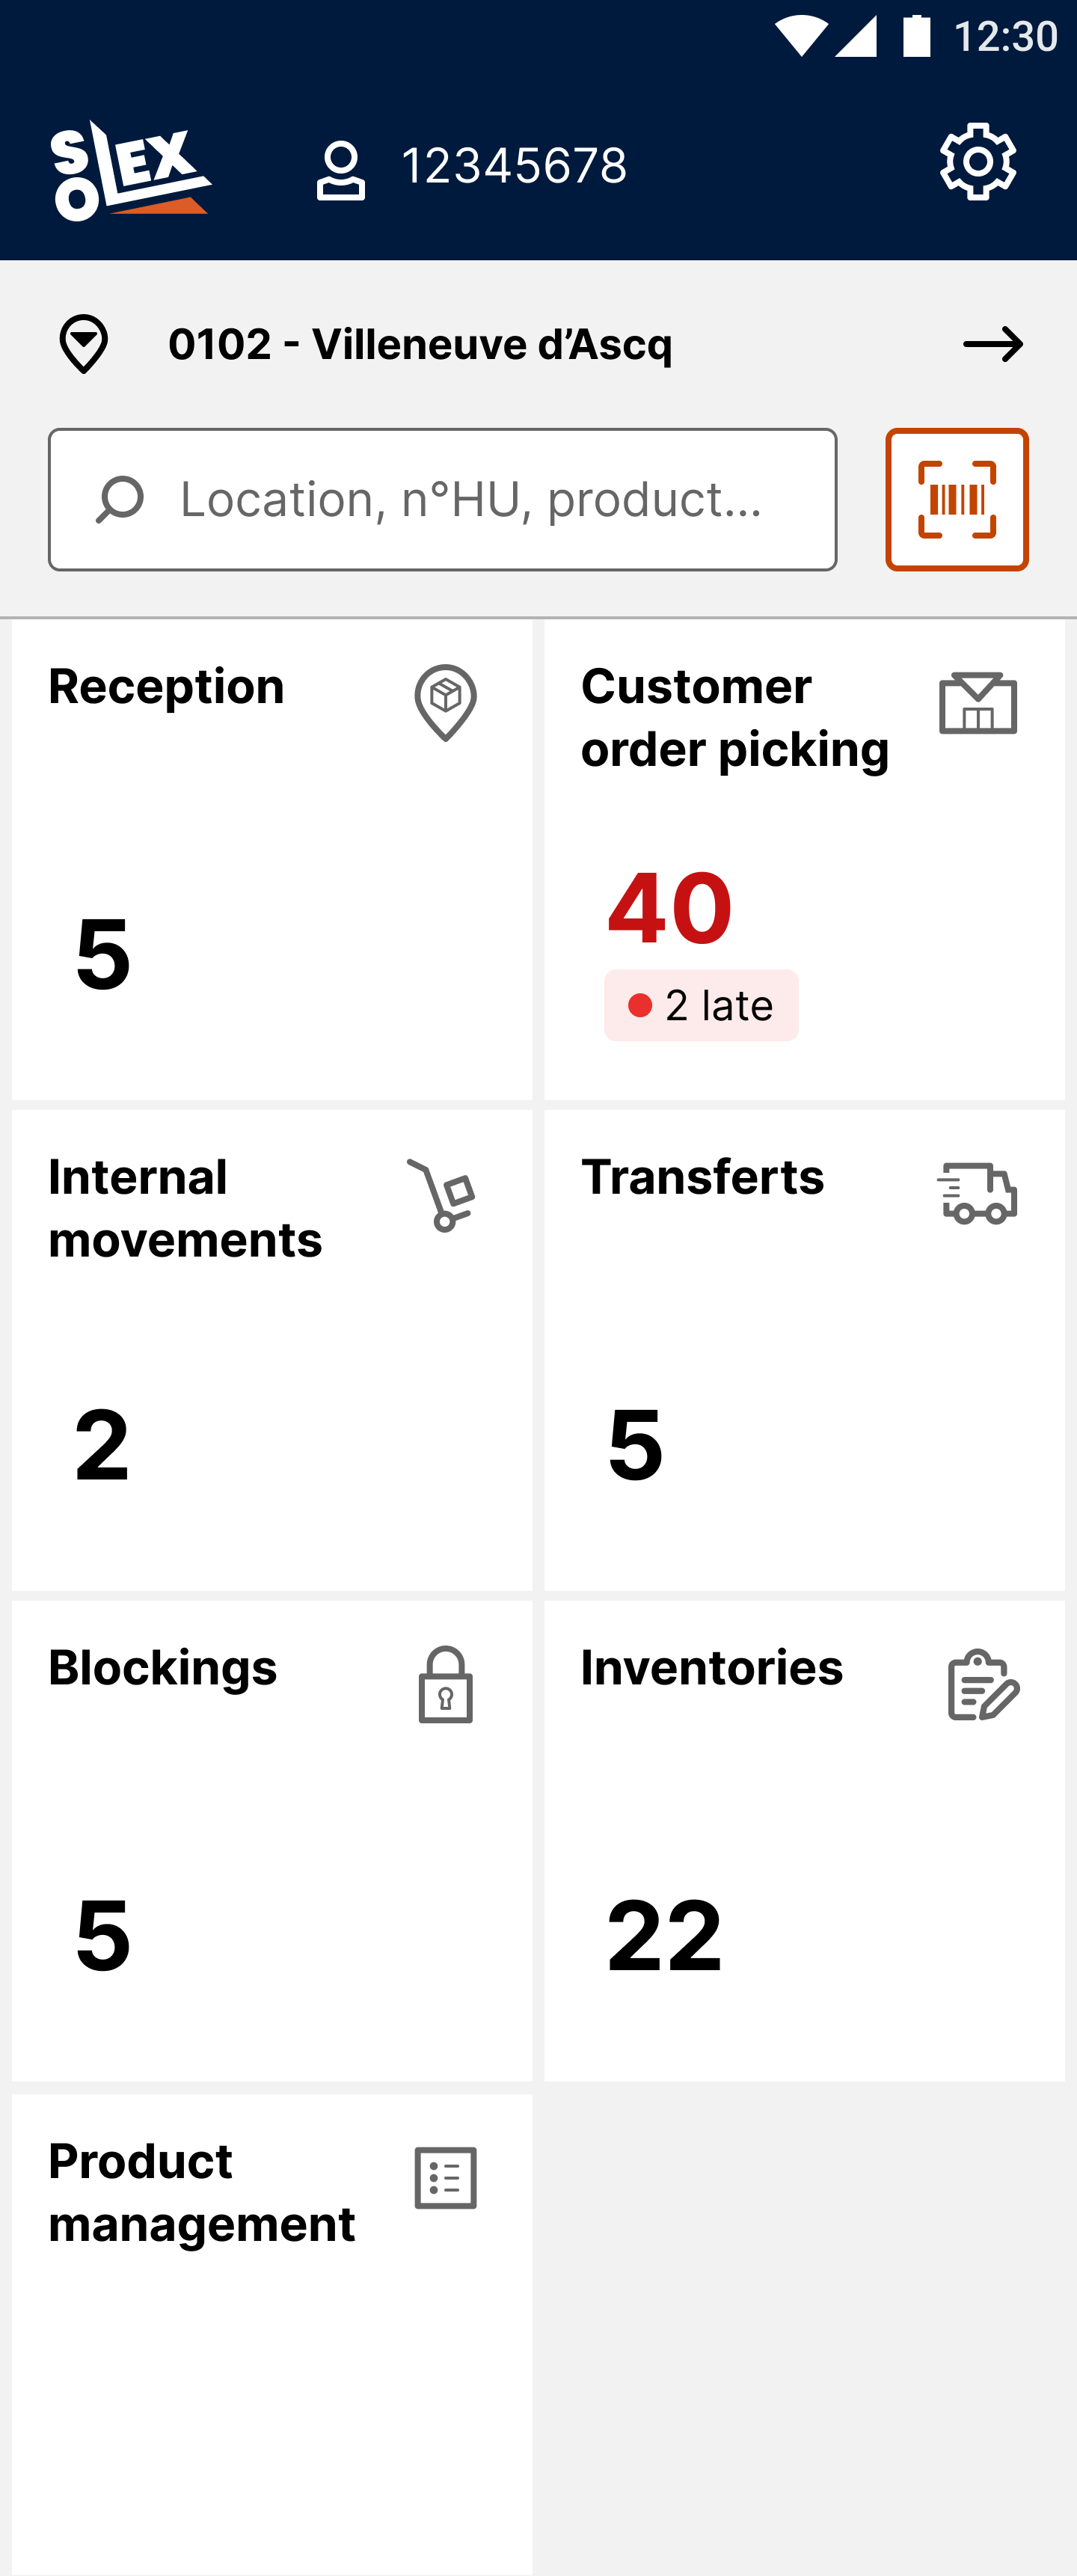 12:30
SOLEX
12345678
0102 - Villeneuve d’Ascq
Location, n°HU, product...
Reception
5
Customer
order picking
40
2 late
Internal
movements
2
Transferts
5
Blockings
5
Inventories
22
Product
management